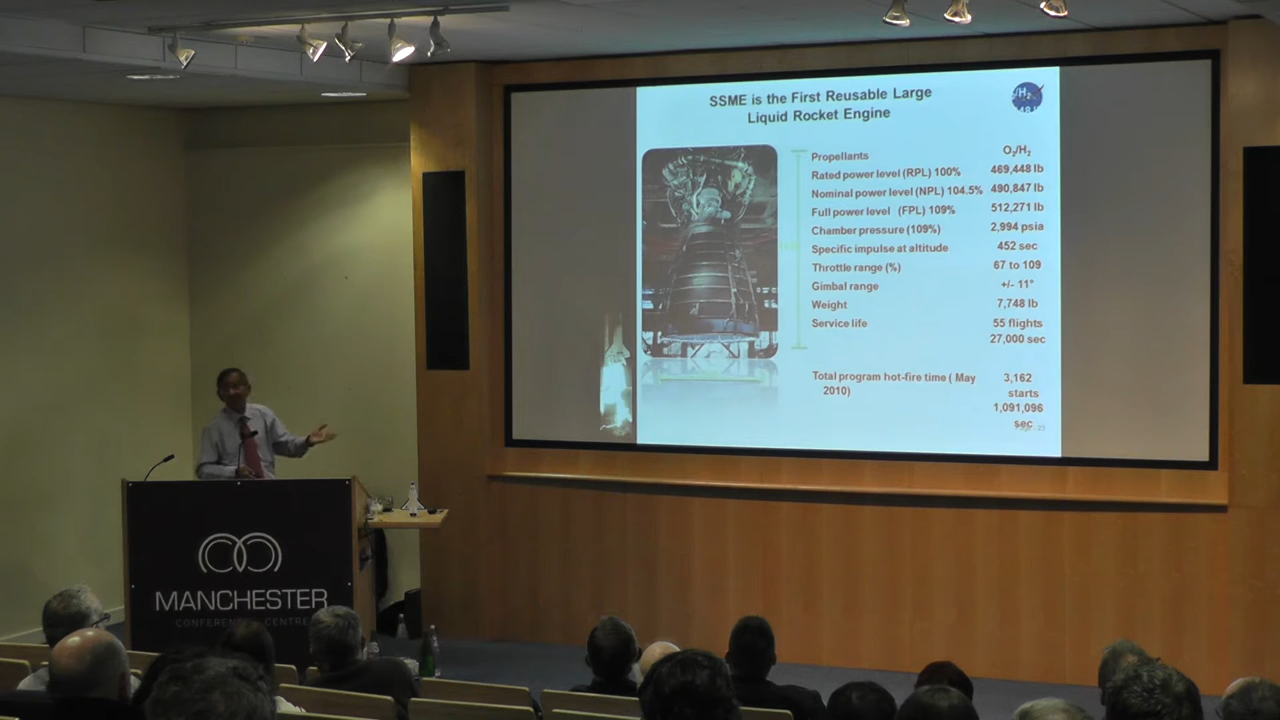 SSME is the First Reusable Large
Liquid Rocket Engine
Propellants O2/H2
Rated power level (RPL) 100% 469,448 lb
Nominal power level (NPL) 104.5% 490,847 lb
Full power level (FPL) 109% 512,271 lb
Chamber pressure (109%) 2,994 psia
Specific impulse at altitude 452 sec
Throttle range (%) 67 to 109
Gimbal range +/- 11°
Weight 7,748 lb
Service life 55 flights
27,000 sec
Total program hot-fire time ( May 3,162
2010) starts
1,091,096
sec
23
MANCHESTER
CONFERENCE CENTRE